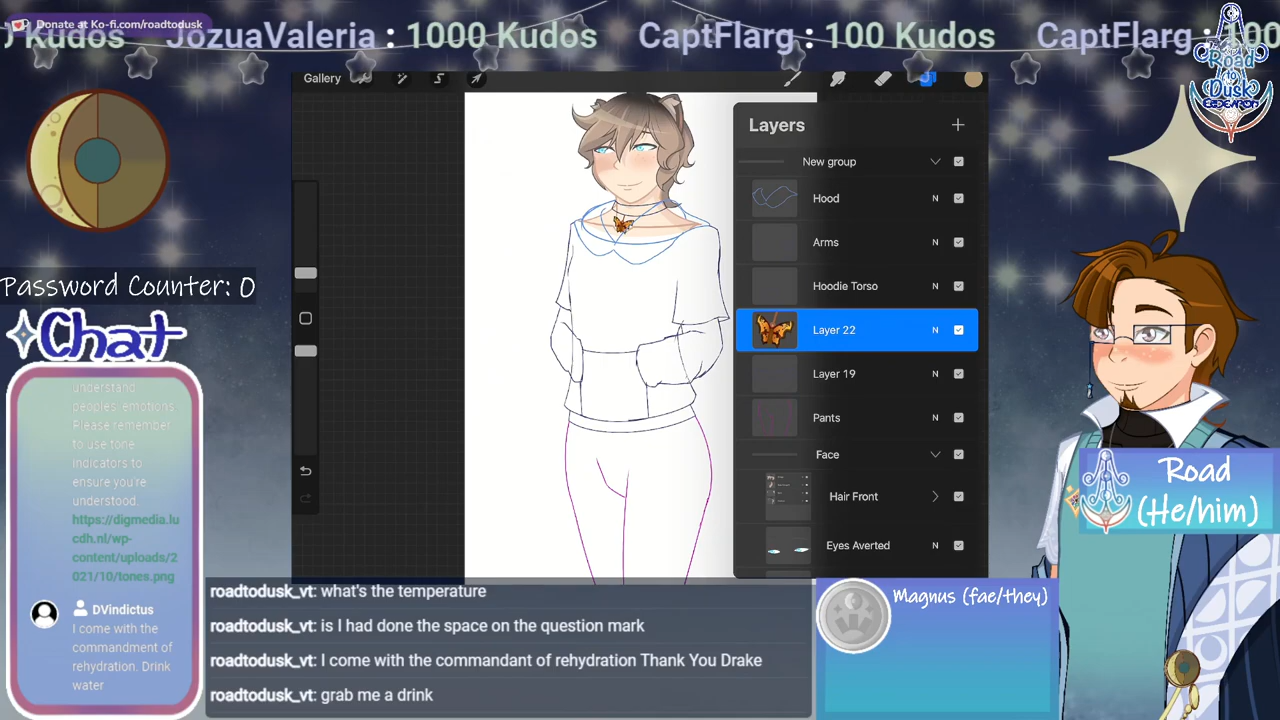 Donate at Ko-fi.com/roadtodusk
Kudos JozuaValeria : 1000 Kudos CaptFlarg : 100 Kudos CaptFlarg : 100
Road to Dusk
Gallery
Layers
New group
Hood N
Arms N
Hoodie Torso N
Layer 22 N
Layer 19 N
Pants N
Face
Hair Front
Eyes Averted N
Password Counter: 0
Chat
understand
peoples' emotions.
Please remember
to use tone
indicators to
ensure you're
understood.
https://digmedia.lu
cdh.nl/wp-
content/uploads/2
021/10/tones.png
DVindictus
I come with the
commandment of
rehydration. Drink
water
roadtodusk_vt: what's the temperature
roadtodusk_vt: is I had done the space on the question mark
roadtodusk_vt: I come with the commandant of rehydration Thank You Drake
roadtodusk_vt: grab me a drink
Road
(He/him)
Magnus (fae/they)